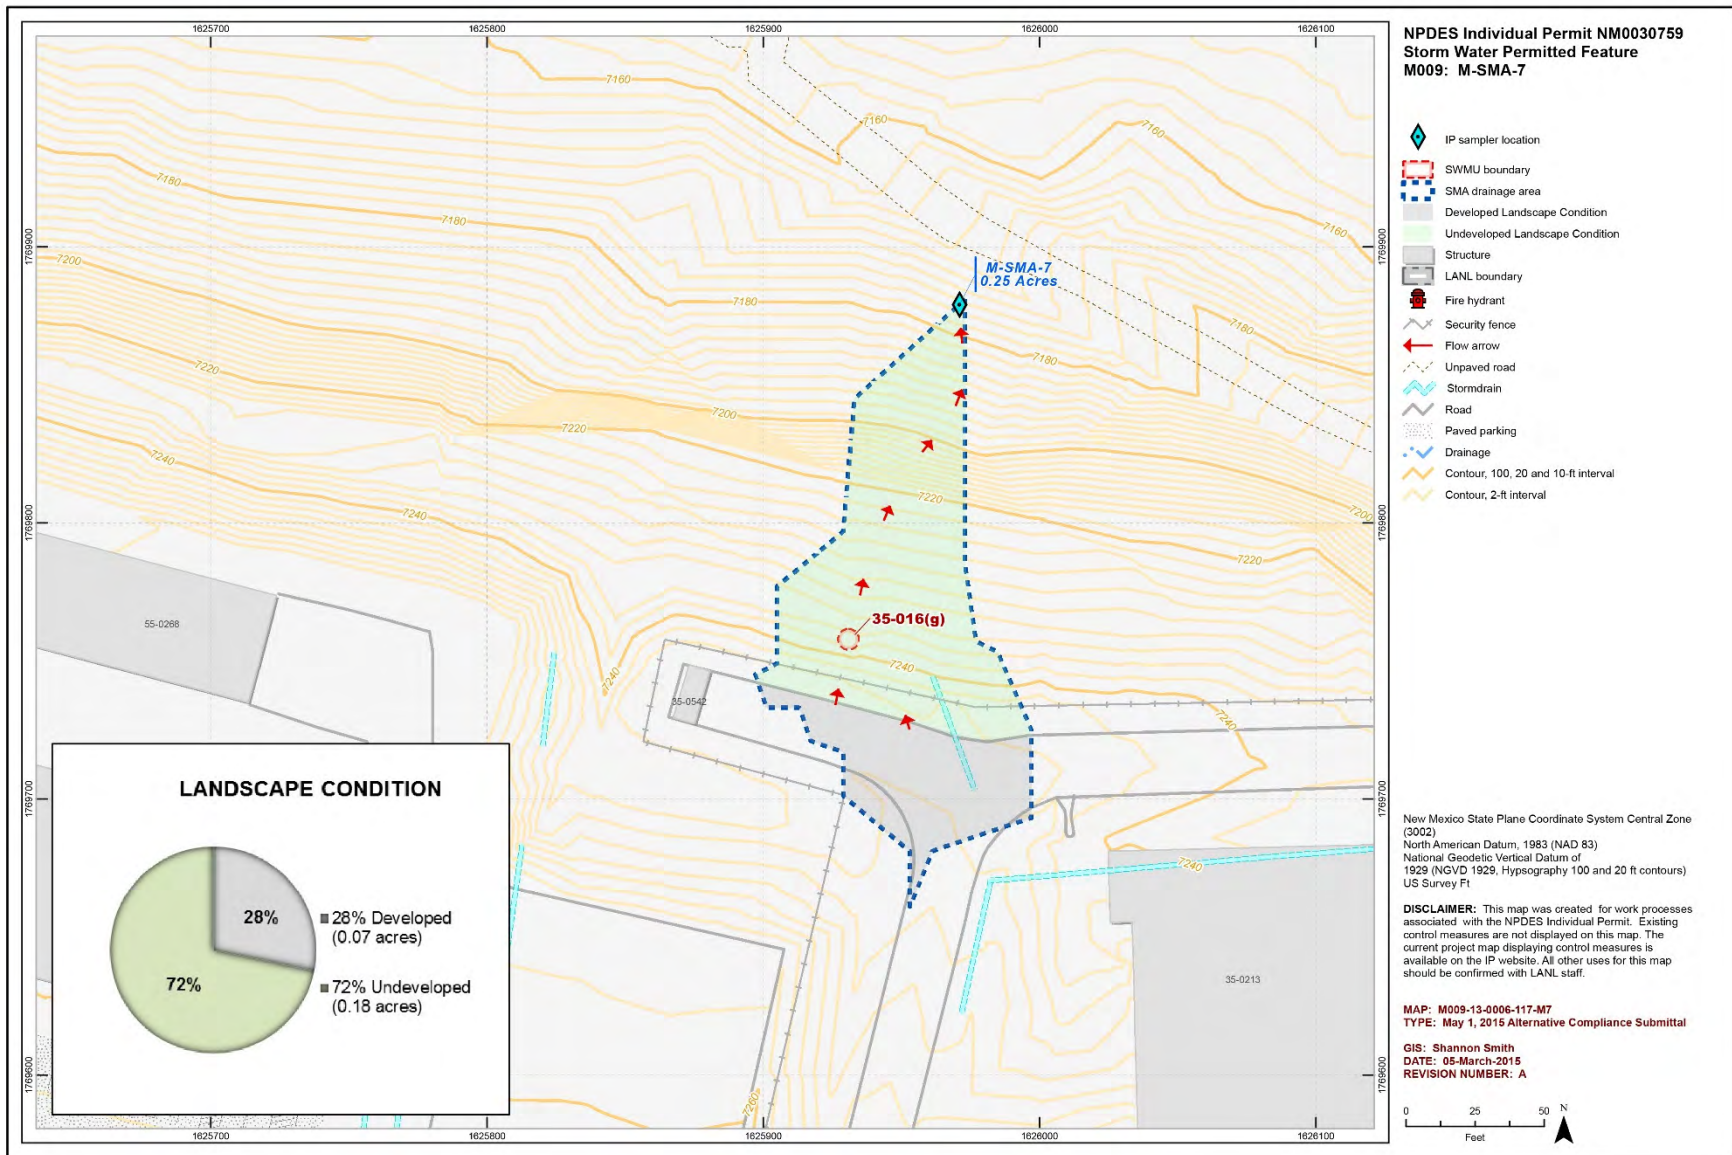 1625700
1625800
1625900
1626000
1626100
NPDES Individual Permit NM0030759
Storm Water Permitted Feature
M009: M-SMA-7
IP sampler location
SWMU boundary
SMA drainage area
Developed Landscape Condition
Undeveloped Landscape Condition
Structure
LANL boundary
Fire hydrant
Security fence
Flow arrow
Unpaved road
Stormdrain
Road
Paved parking
Drainage
Contour, 100, 20 and 10-ft interval
Contour, 2-ft interval
7160
7160
7160
7180
7180
7160
1769900
1769900
7200
M-SMA-7
0.25 Acres
7180
7180
7180
7220
7200
7220
7240
7220
7200
7240
1769800
1769800
7220
55-0268
35-016(g)
7240
7240
35-0542
7240
1769700
1769700
7240
35-0213
LANDSCAPE CONDITION
28%
72%
28% Developed
(0.07 acres)
72% Undeveloped
(0.18 acres)
1769600
1769600
7260
1625700
1625800
1625900
1626000
1626100
New Mexico State Plane Coordinate System Central Zone
(3002)
North American Datum, 1983 (NAD 83)
National Geodetic Vertical Datum of
1929 (NGVD 1929, Hypsography 100 and 20 ft contours)
US Survey Ft
DISCLAIMER: This map was created for work processes
associated with the NPDES Individual Permit. Existing
control measures are not displayed on this map. The
current project map displaying control measures is
available on the IP website. All other uses for this map
should be confirmed with LANL staff.
MAP: M009-13-0006-117-M7
TYPE: May 1, 2015 Alternative Compliance Submittal
GIS: Shannon Smith
DATE: 05-March-2015
REVISION NUMBER: A
0 25 50
Feet
N